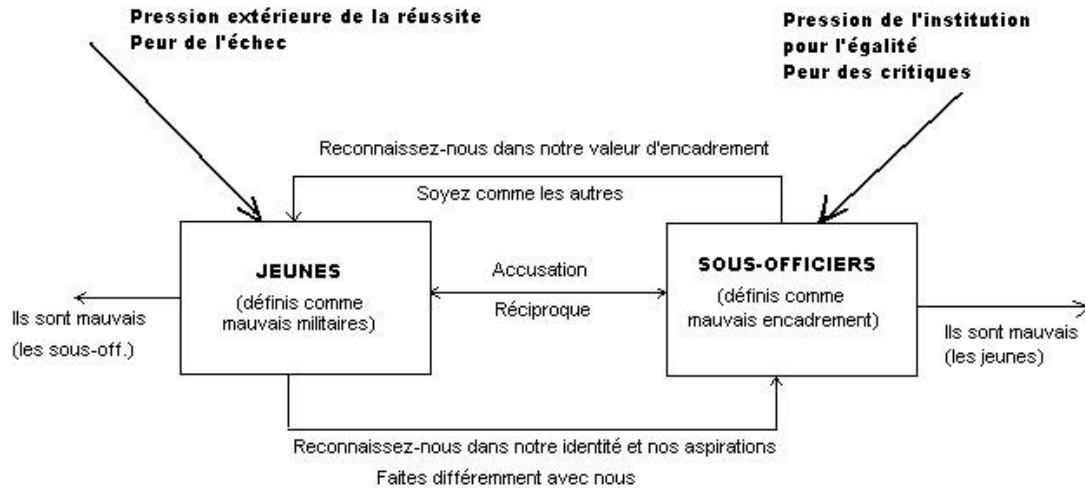 Pression extérieure de la réussite
Peur de l'échec
Pression de l'institution
pour l'égalité
Peur des critiques
Reconnaissez-nous dans notre valeur d'encadrement
Soyez comme les autres
JEUNES
(définis comme
mauvais militaires)
Accusation
Réciproque
SOUS-OFFICIERS
(définis comme
mauvais encadrement)
Ils sont mauvais
(les sous-off.)
Ils sont mauvais
(les jeunes)
Reconnaissez-nous dans notre identité et nos aspirations
Faites différemment avec nous